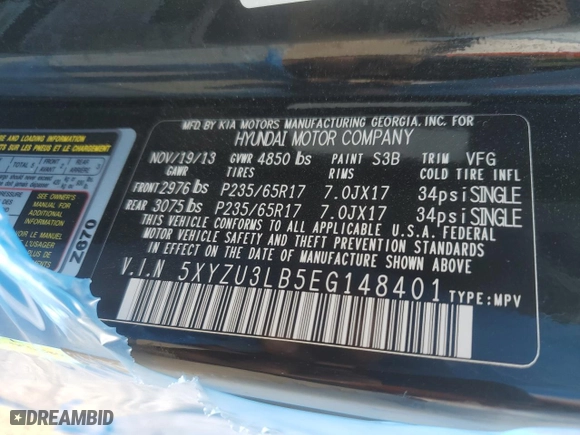 MFD.BY KIA MOTORS MANUFACTURING GEORGIA, INC. FOR
HYUNDAI MOTOR COMPANY
NOV/19/13 GVWR 4850 lbs PAINT S3B TRIM VFG
GAWR TIRES RIMS COLD TIRE INFL
FRONT 2976 lbs P235/65R17 7.0JX17 34psi SINGLE
REAR 3075 lbs P235/65R17 7.0JX17 34psi SINGLE
THIS VEHICLE CONFORMS TO ALL APPLICABLE U.S.A. FEDERAL
MOTOR VEHICLE SAFETY AND THEFT PREVENTION STANDARDS
IN EFFECT ON THE DATE OF MANUFACTURE SHOWN ABOVE.
V.I.N 5XYZU3LB5EG148401 TYPE: MPV
RE AND LOADING INFORMATION
SEE OWNER'S
MANUAL FOR
ADDITIONAL
INFORMATION
Z670
DREAMBID